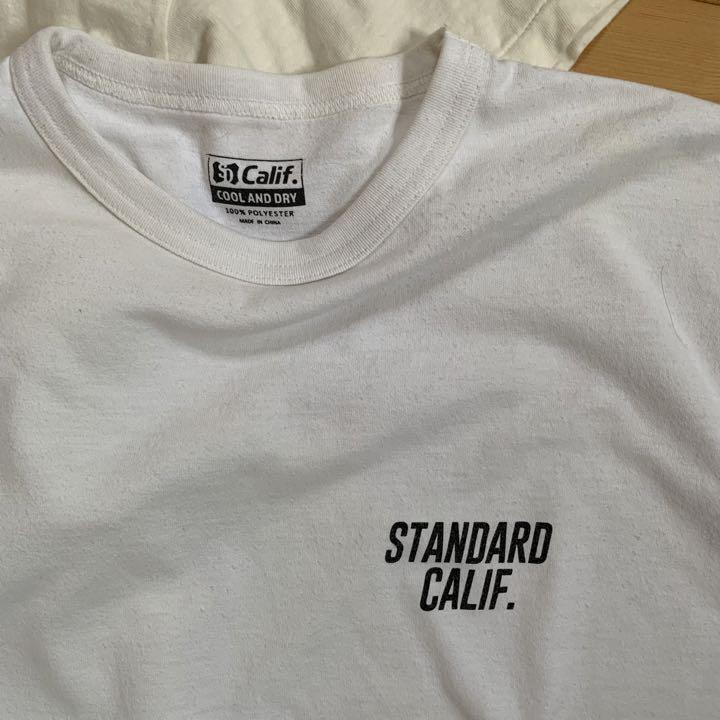 SD Calif.
COOL AND DRY
100% POLYESTER
MADE IN CHINA
STANDARD
CALIF.